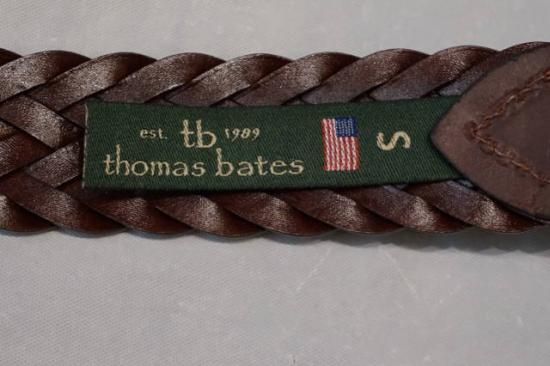 est. tb 1989
thomas bates
S